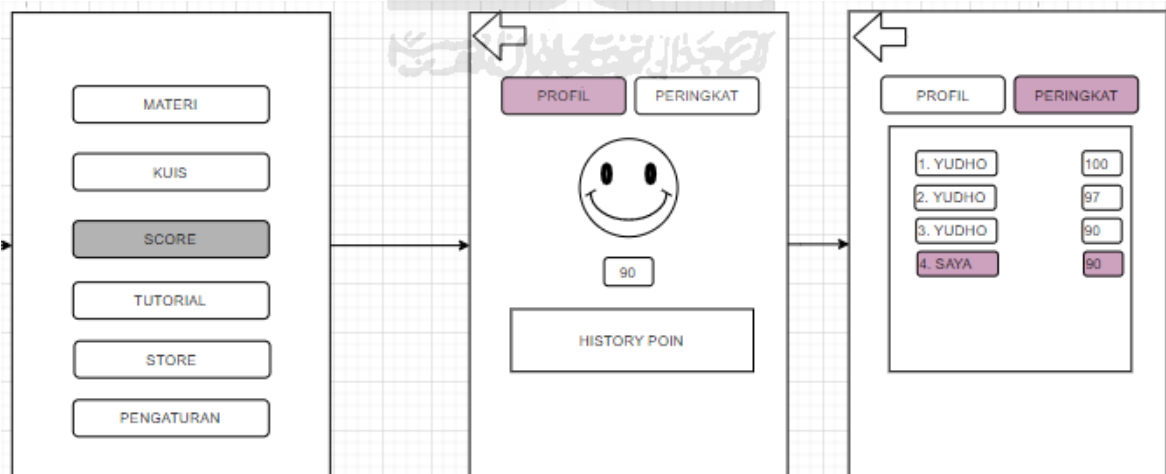 MATERI
KUIS
SCORE
TUTORIAL
STORE
PENGATURAN
PROFIL PERINGKAT
90
HISTORY POIN
PROFIL PERINGKAT
1. YUDHO 100
2. YUDHO 97
3. YUDHO 90
4. SAYA 90